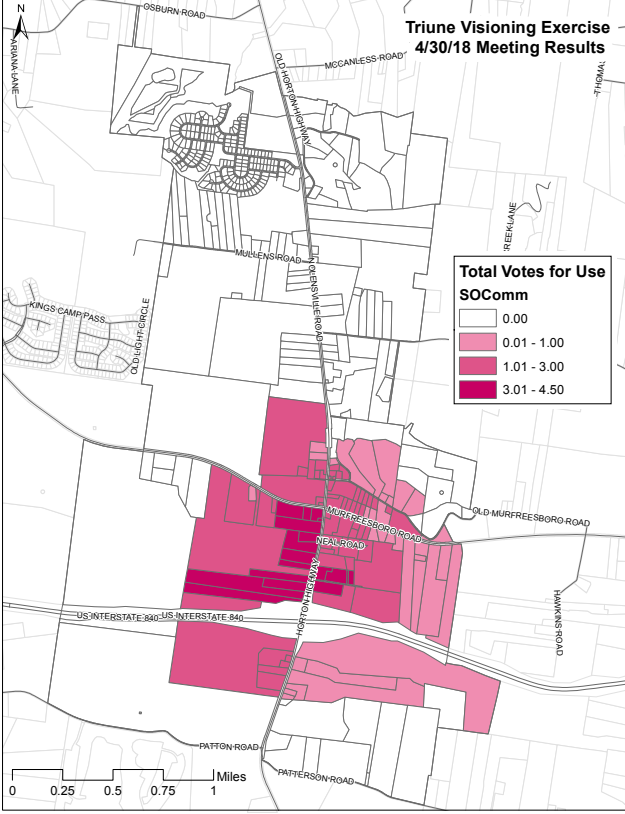 N
OSBURN ROAD
Triune Visioning Exercise
4/30/18 Meeting Results
ARIANA LANE
OLD HORTON HIGHWAY
MCCANLESS ROAD
THOMA
REEK LANE
MULLENS ROAD
NOLENSVILLE ROAD
Total Votes for Use
SOComm
0.00
0.01 - 1.00
1.01 - 3.00
3.01 - 4.50
KINGS CAMP PASS
OLD LIGHT CIRCLE
MURFREESBORO ROAD
OLD MURFREESBORO ROAD
NEAL ROAD
HORTON HIGHWAY
HAWKINS ROAD
US INTERSTATE 840 US INTERSTATE 840
PATTON ROAD
PATTERSON ROAD
Miles
0 0.25 0.5 0.75 1